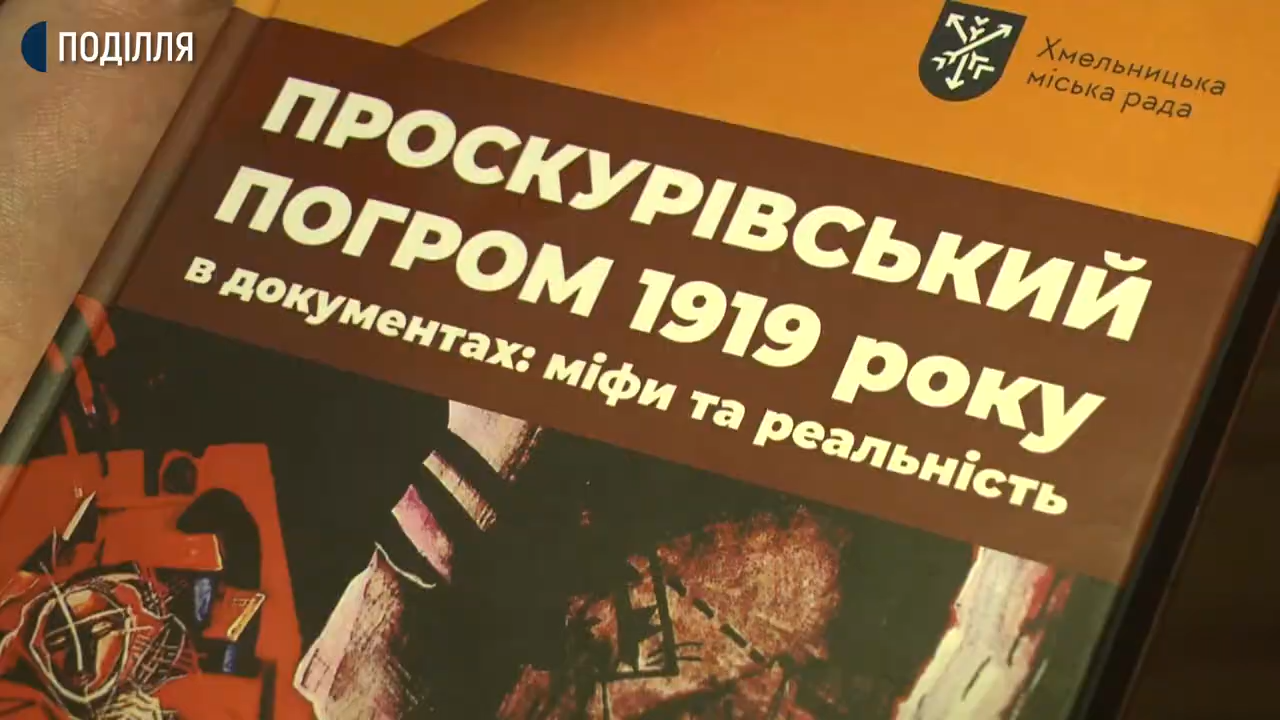 ПОДІЛЛЯ
Хмельницька
міська рада
ПРОСКУРІВСЬКИЙ
ПОГРОМ 1919 року
в документах: міфи та реальність